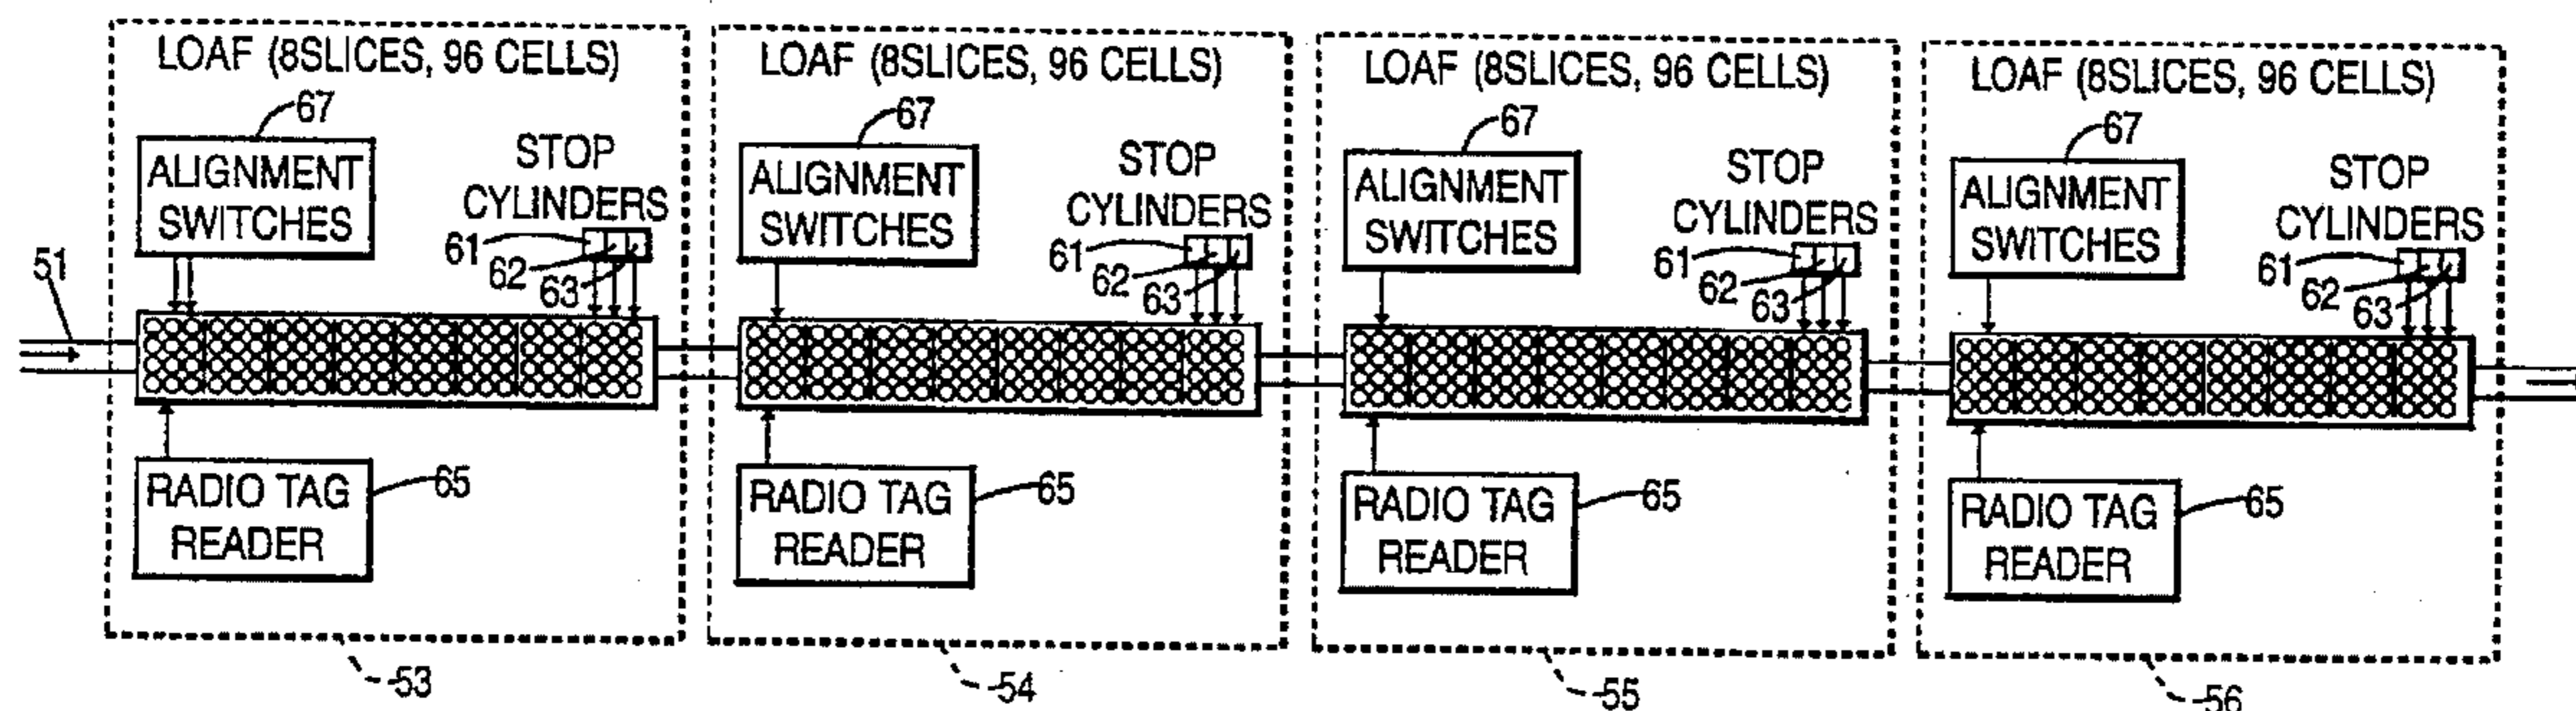 LOAF (8SLICES, 96 CELLS)
67
ALIGNMENT
SWITCHES
STOP
CYLINDERS
61
62
63
51
RADIO TAG
READER
65
53
LOAF (8SLICES, 96 CELLS)
67
ALIGNMENT
SWITCHES
STOP
CYLINDERS
61
62
63
RADIO TAG
READER
65
54
LOAF (8SLICES, 96 CELLS)
67
ALIGNMENT
SWITCHES
STOP
CYLINDERS
61
62
63
RADIO TAG
READER
65
55
LOAF (8SLICES, 96 CELLS)
67
ALIGNMENT
SWITCHES
STOP
CYLINDERS
61
62
63
RADIO TAG
READER
65
56